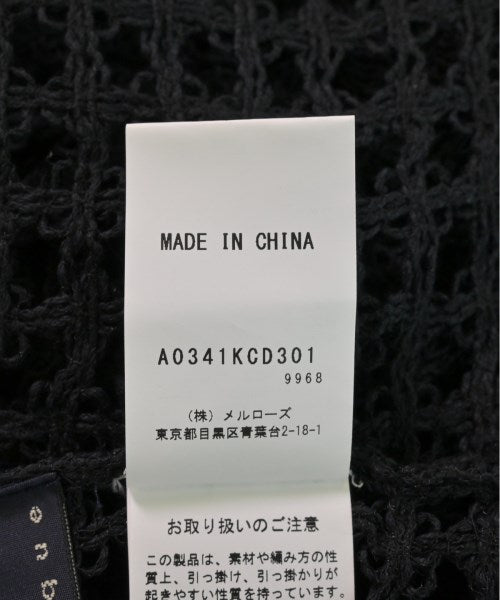 MADE IN CHINA
A0341KCD301
9968
(株) メルローズ
東京都目黒区青葉台2-18-1
お取り扱いのご注意
この製品は、素材や編み方の性
質上、引っ掛け、引っ掛かりが
起きやすい性質を持っています。
que